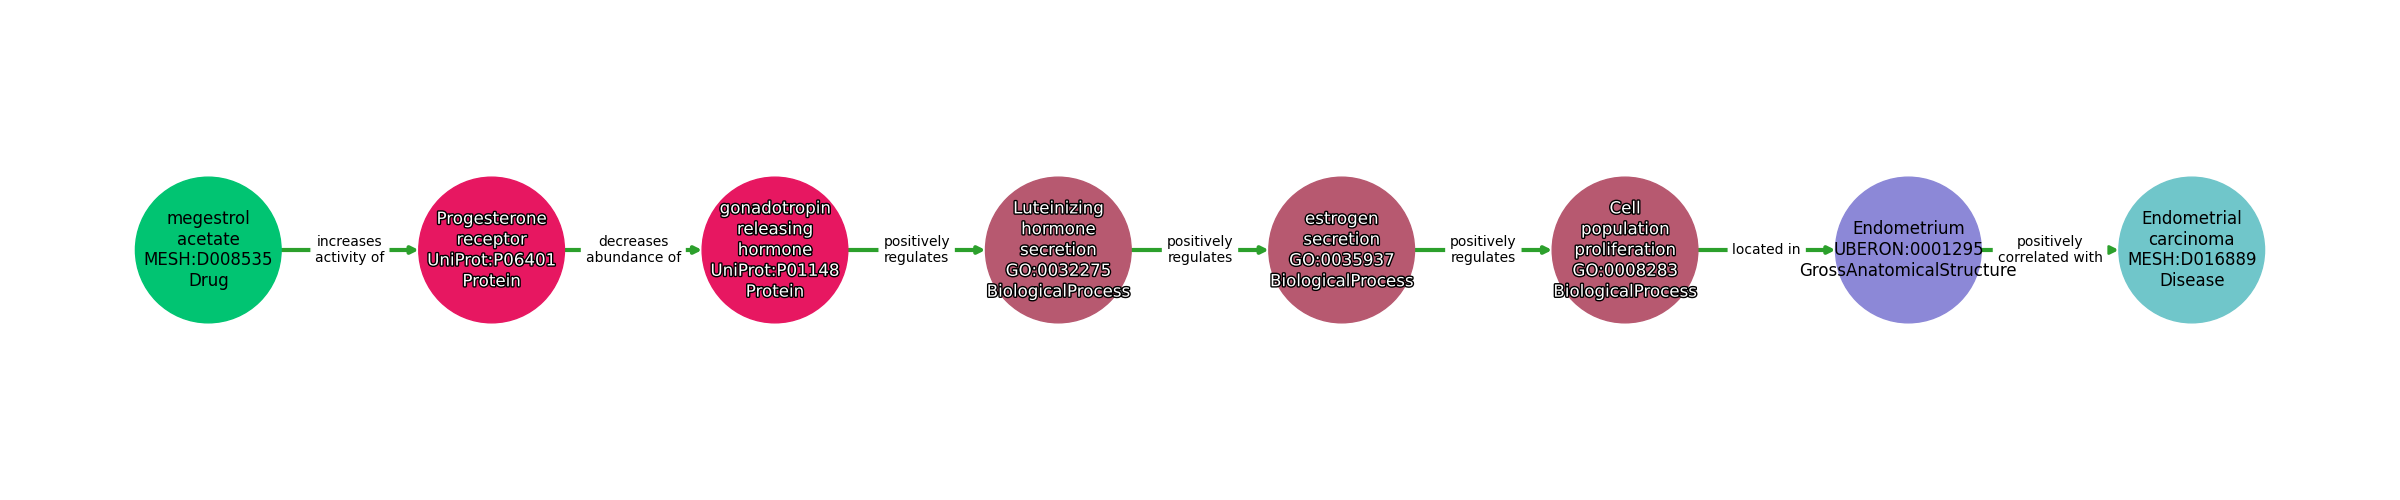 megestrol
acetate
MESH:D008535
Drug
increases
activity of
Progesterone
receptor
UniProt:P06401
Protein
decreases
abundance of
gonadotropin
releasing
hormone
UniProt:P01148
Protein
positively
regulates
Luteinizing
hormone
secretion
GO:0032275
BiologicalProcess
positively
regulates
estrogen
secretion
GO:0035937
BiologicalProcess
positively
regulates
Cell
population
proliferation
GO:0008283
BiologicalProcess
located in
Endometrium
UBERON:0001295
GrossAnatomicalStructure
positively
correlated with
Endometrial
carcinoma
MESH:D016889
Disease